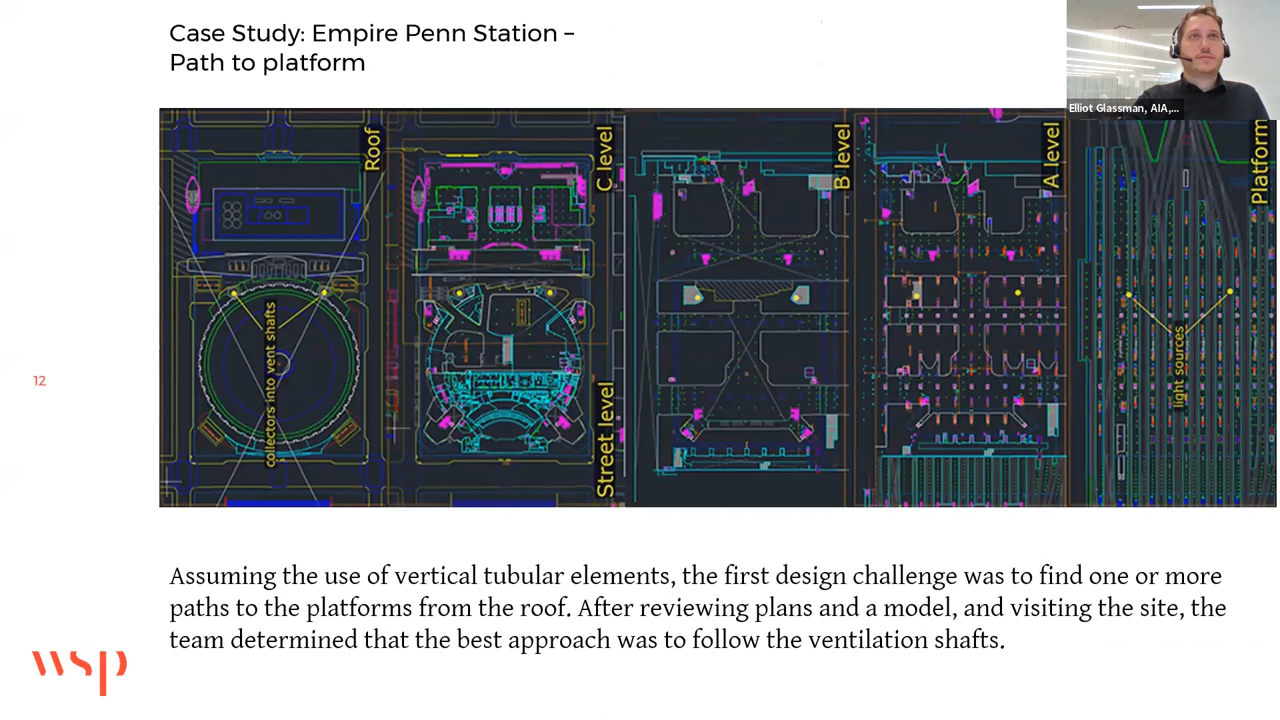 Case Study: Empire Penn Station –
Path to platform
Elliot Glassman, AIA,...
Roof
C level
B level
A level
Platform
collectors into vent shafts
Street level
light sources
12
Assuming the use of vertical tubular elements, the first design challenge was to find one or more
paths to the platforms from the roof. After reviewing plans and a model, and visiting the site, the
team determined that the best approach was to follow the ventilation shafts.
wsp